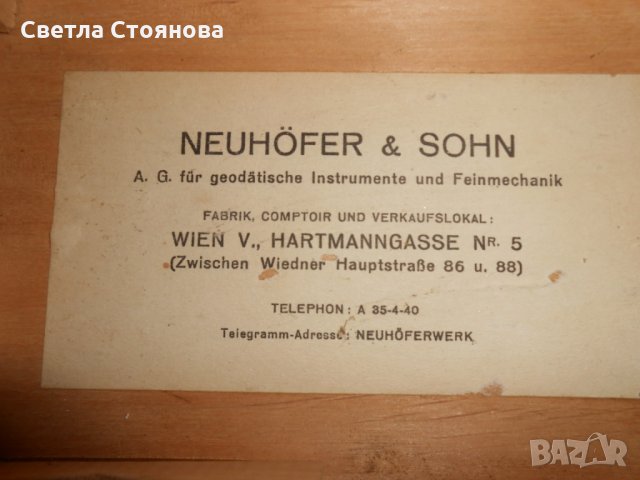 Светла Стоянова
NEUHÖFER & SOHN
A. G. für geodätische Instrumente und Feinmechanik
FABRIK, COMPTOIR UND VERKAUFSLOKAL:
WIEN V., HARTMANNGASSE NR. 5
(Zwischen Wiedner Hauptstraße 86 u. 88)
TELEPHON: A 35-4-40
Telegramm-Adresse: NEUHÖFERWERK
BAZAR